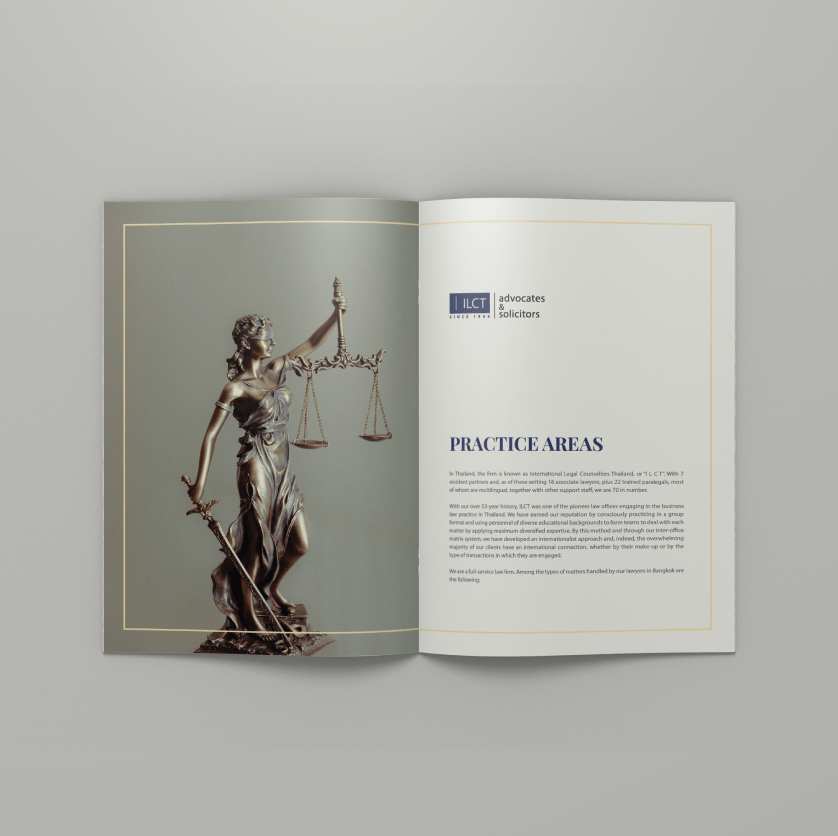 ILCT
SINCE 1966
advocates
&
solicitors
PRACTICE AREAS
In Thailand, the firm is known as International Legal Counsellors Thailand, or "I L C T". With 7
resident partners and, as of these writing 16 associate lawyers, plus 22 trained paralegals, most
of whom are multilingual, together with other support staff, we are 70 in number.
With our over 53-year history, ILCT was one of the pioneer law offices engaging in the business
law practice in Thailand. We have earned our reputation by consciously practicing in a group
format and using personnel of diverse educational backgrounds to form teams to deal with each
matter by applying maximum diversified expertise. By this method and through our inter-office
matrix system, we have developed an internationalist approach and, indeed, the overwhelming
majority of our clients have an international connection, whether by their make-up or by the
type of transactions in which they are engaged.
We are a full-service law firm. Among the types of matters handled by our lawyers in Bangkok are
the following: